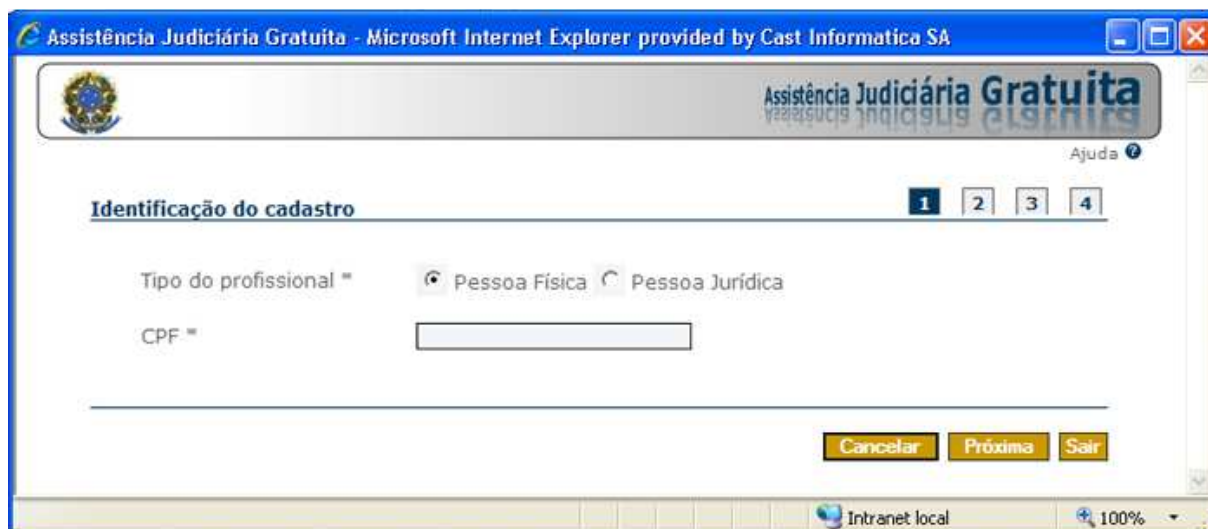 Assistência Judiciária Gratuita - Microsoft Internet Explorer provided by Cast Informatica SA
Assistência Judiciária Gratuita
Ajuda
Identificação do cadastro 1 2 3 4
Tipo do profissional * Pessoa Física Pessoa Jurídica
CPF *
Cancelar Próxima Sair
Intranet local 100%